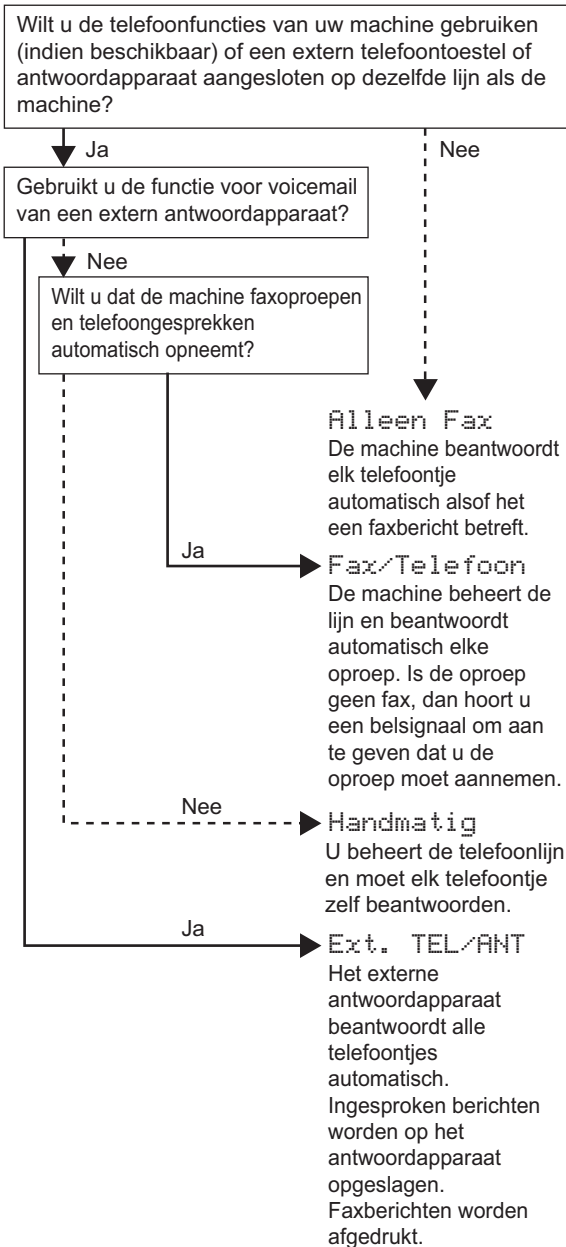 Wilt u de telefoonfuncties van uw machine gebruiken
(indien beschikbaar) of een extern telefoontoestel of
antwoordapparaat aangesloten op dezelfde lijn als de
machine?
Ja
Nee
Gebruikt u de functie voor voicemail
van een extern antwoordapparaat?
Nee
Wilt u dat de machine faxoproepen
en telefoongesprekken
automatisch opneemt?
Alleen Fax
De machine beantwoordt
elk telefoontje
automatisch alsof het
een faxbericht betreft.
Ja
Fax/Telefoon
De machine beheert de
lijn en beantwoordt
automatisch elke
oproep. Is de oproep
geen fax, dan hoort u
een belsignaal om aan
te geven dat u de
oproep moet aannemen.
Nee
Handmatig
U beheert de telefoonlijn
en moet elk telefoontje
zelf beantwoorden.
Ja
Ext. TEL/ANT
Het externe
antwoordapparaat
beantwoordt alle
telefoontjes
automatisch.
Ingesproken berichten
worden op het
antwoordapparaat
opgeslagen.
Faxberichten worden
afgedrukt.